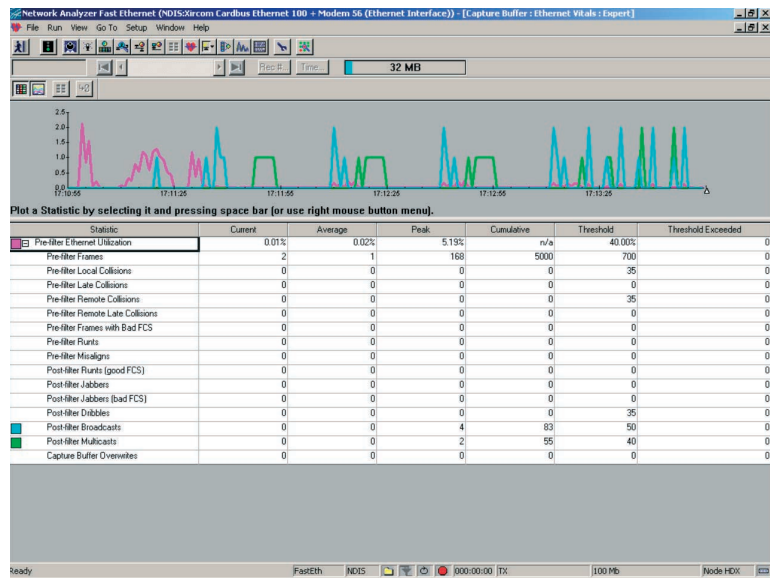 Network Analyzer Fast Ethernet (NDIS:Xircom Cardbus Ethernet 100 + Modem 56 (Ethernet Interface)) - [Capture Buffer : Ethernet Vitals : Expert]
File Run View Go To Setup Window Help
Rec #... Time... 32 MB
2.5
2.0
1.5
1.0
0.5
0.0
17:10:55 17:11:25 17:11:55 17:12:25 17:12:55 17:13:25
Plot a Statistic by selecting it and pressing space bar (or use right mouse button menu).
Statistic Current Average Peak Cumulative Threshold Threshold Exceeded
Pre-filter Ethernet Utilization 0.01% 0.02% 5.19% n/a 40.00% 0
Pre-filter Frames 2 1 168 5000 700 0
Pre-filter Local Collisions 0 0 0 0 35 0
Pre-filter Late Collisions 0 0 0 0 0 0
Pre-filter Remote Collisions 0 0 0 0 35 0
Pre-filter Remote Late Collisions 0 0 0 0 0 0
Pre-filter Frames with Bad FCS 0 0 0 0 0 0
Pre-filter Runts 0 0 0 0 0 0
Pre-filter Misaligns 0 0 0 0 0 0
Post-filter Runts (good FCS) 0 0 0 0 0 0
Post-filter Jabbers 0 0 0 0 0 0
Post-filter Jabbers (bad FCS) 0 0 0 0 0 0
Post-filter Dribbles 0 0 0 0 35 0
Post-filter Broadcasts 0 0 4 83 50 0
Post-filter Multicasts 0 0 2 55 40 0
Capture Buffer Overwrites 0 0 0 0 0 0
Ready FastEth NDIS 000:00:00 TX 100 Mb Node HDX